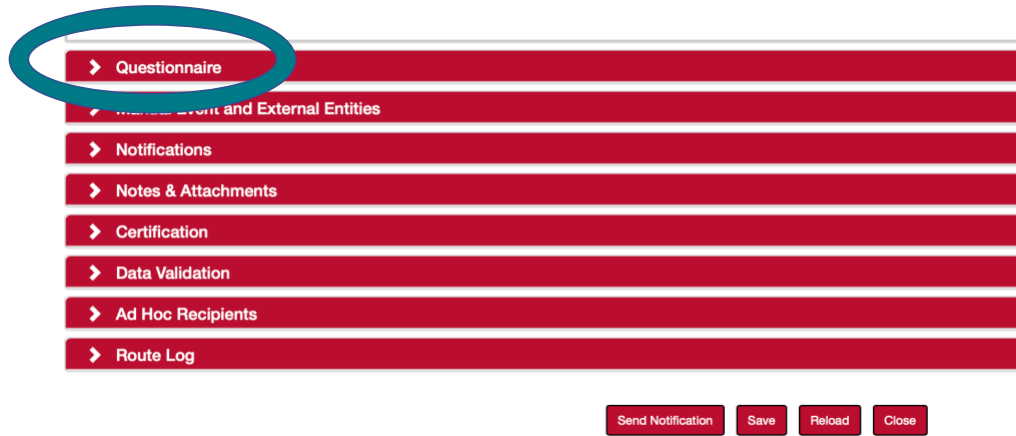 Questionnaire
Manual Event and External Entities
Notifications
Notes & Attachments
Certification
Data Validation
Ad Hoc Recipients
Route Log
Send Notification Save Reload Close